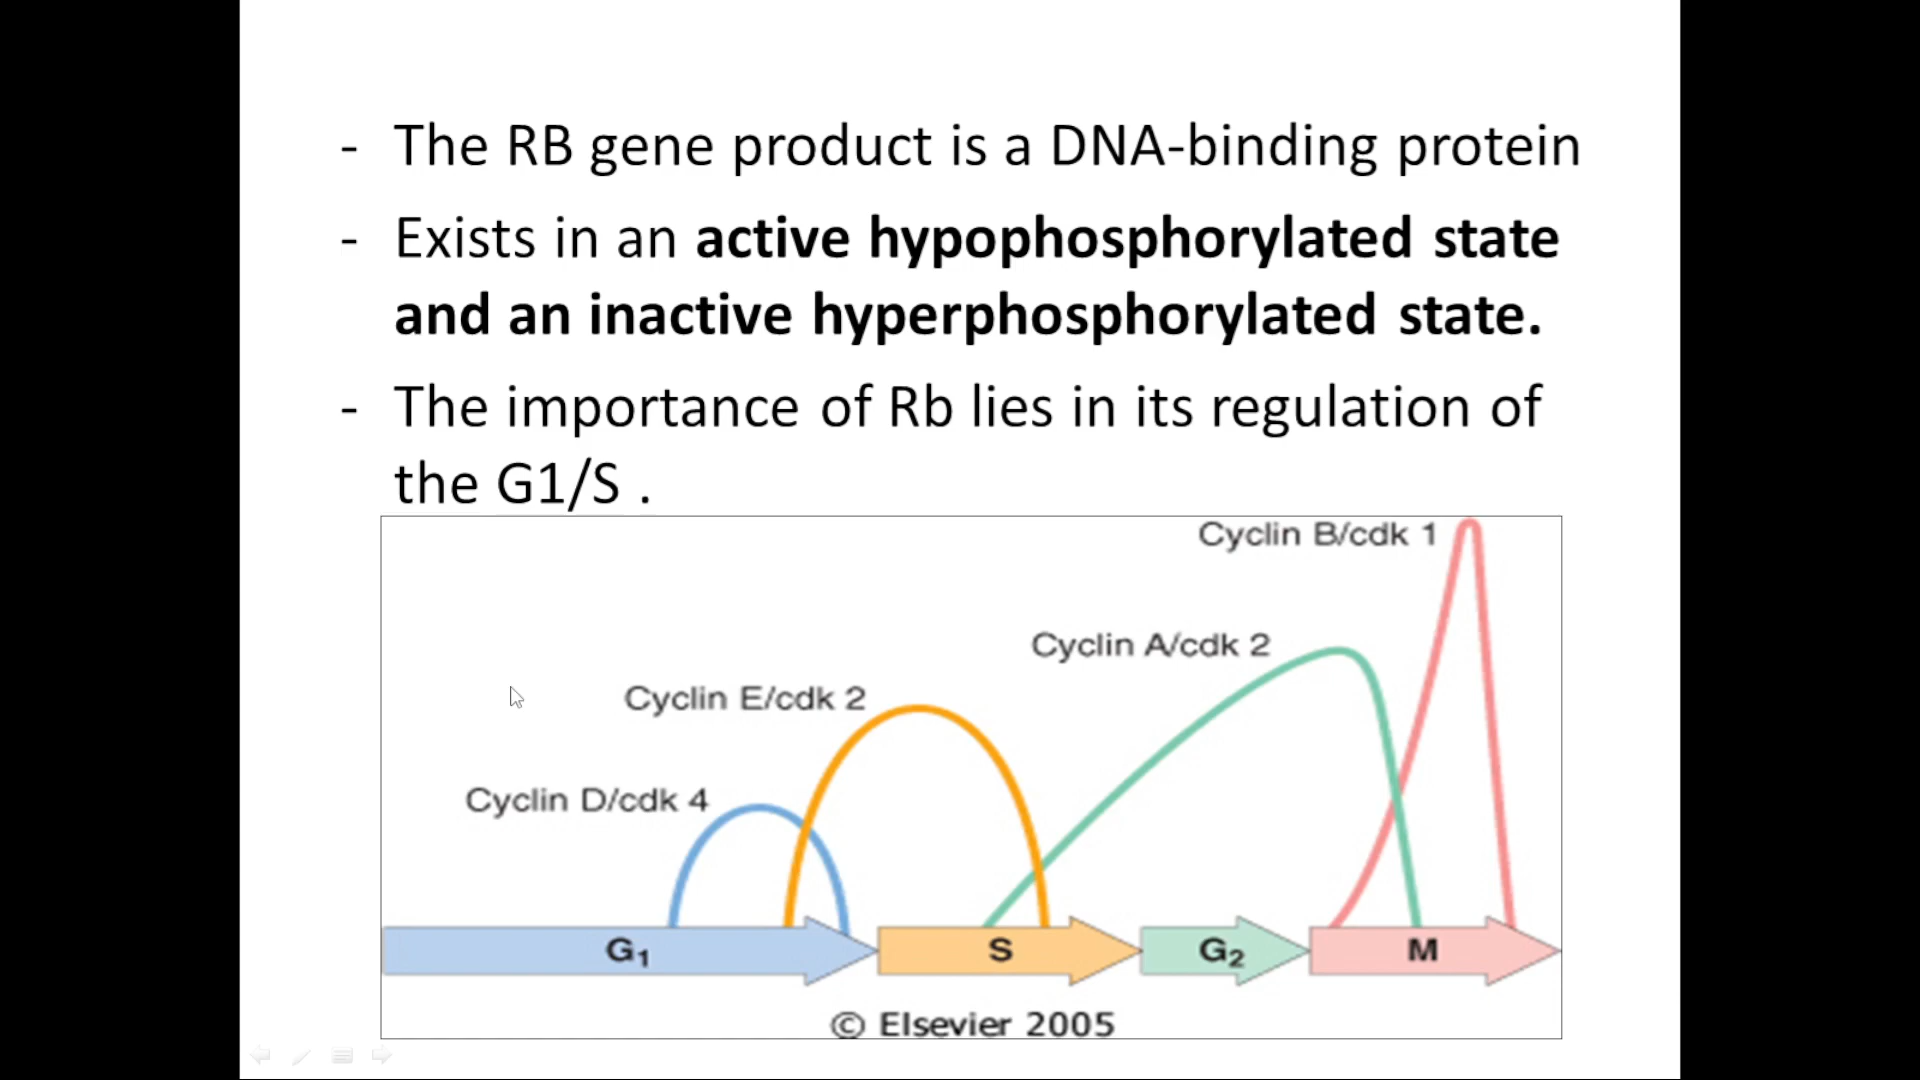 - The RB gene product is a DNA-binding protein
- Exists in an active hypophosphorylated state
and an inactive hyperphosphorylated state.
- The importance of Rb lies in its regulation of
the G1/S .
Cyclin B/cdk 1
Cyclin A/cdk 2
Cyclin E/cdk 2
Cyclin D/cdk 4
G₁ S G₂ M
© Elsevier 2005